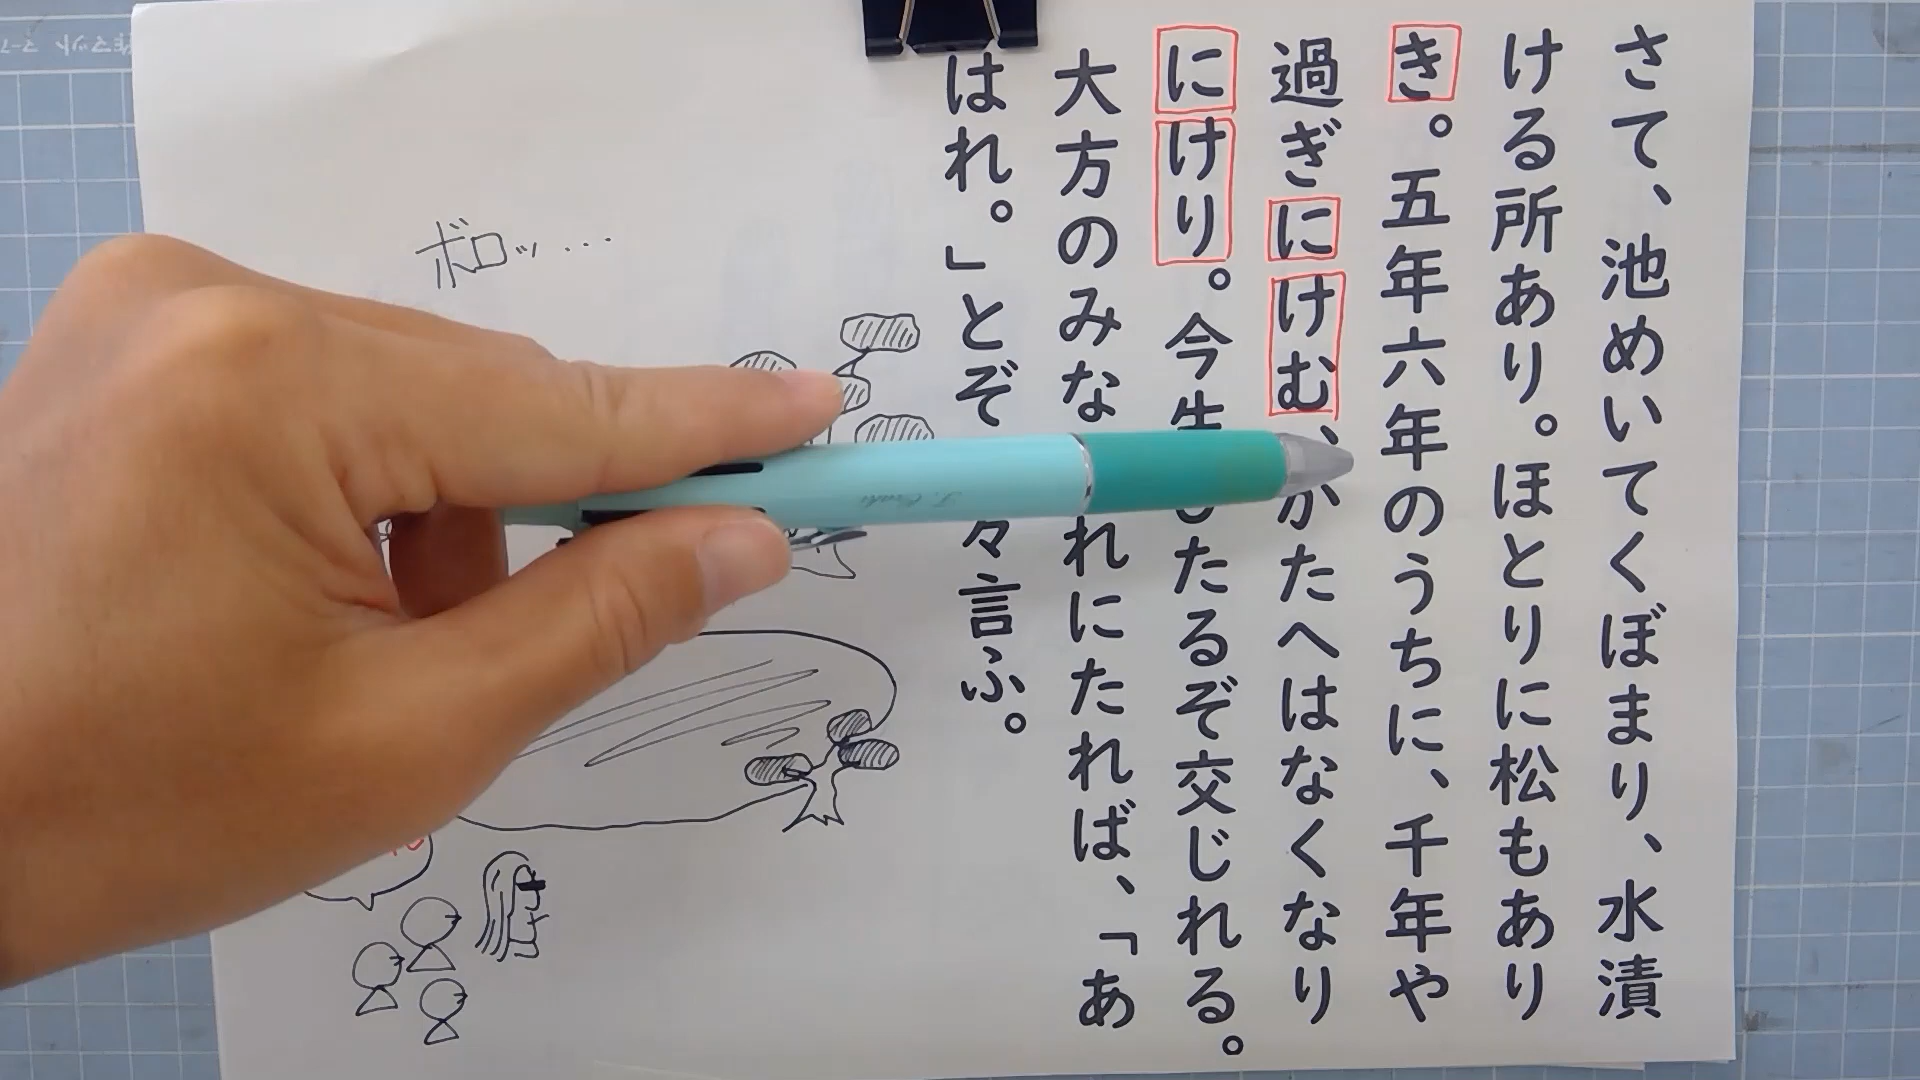 さて、池めいてくぼまり、水漬
ける所あり。ほとりに松もあり
き。五年六年のうちに、千年や
過ぎにけむ、かたへはなくなり
にけり。今生ひたるぞ交じれる。
大方のみな れにたれば、「あ
はれ。」とぞ 々言ふ。
ボロッ…